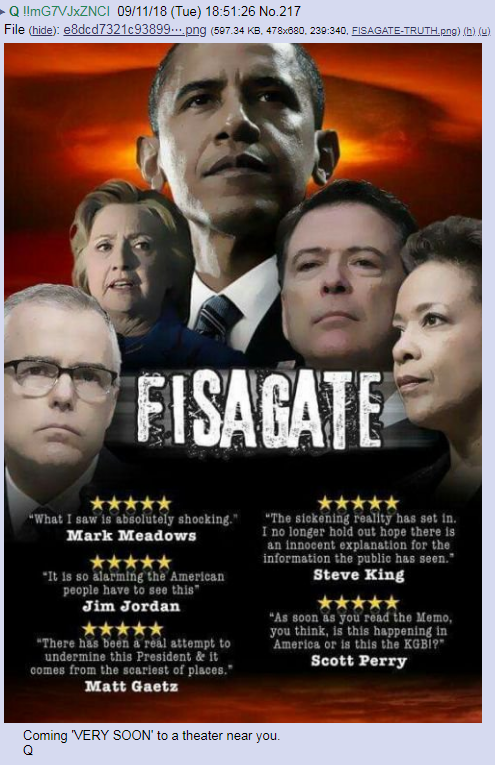 Q !!mG7VJxZNCI 09/11/18 (Tue) 18:51:26 No.217
File (hide): e8dcd7321c93899⋯.png (597.34 KB, 478x680, 239:340, FISAGATE-TRUTH.png) (h) (u)
FISAGATE
"What I saw is absolutely shocking."
Mark Meadows
"It is so alarming the American
people have to see this"
Jim Jordan
"There has been a real attempt to
undermine this President & it
comes from the scariest of places."
Matt Gaetz
"The sickening reality has set in.
I no longer hold out hope there is
an innocent explanation for the
information the public has seen."
Steve King
"As soon as you read the Memo,
you think, is this happening in
America or is this the KGB!?"
Scott Perry
Coming 'VERY SOON' to a theater near you.
Q